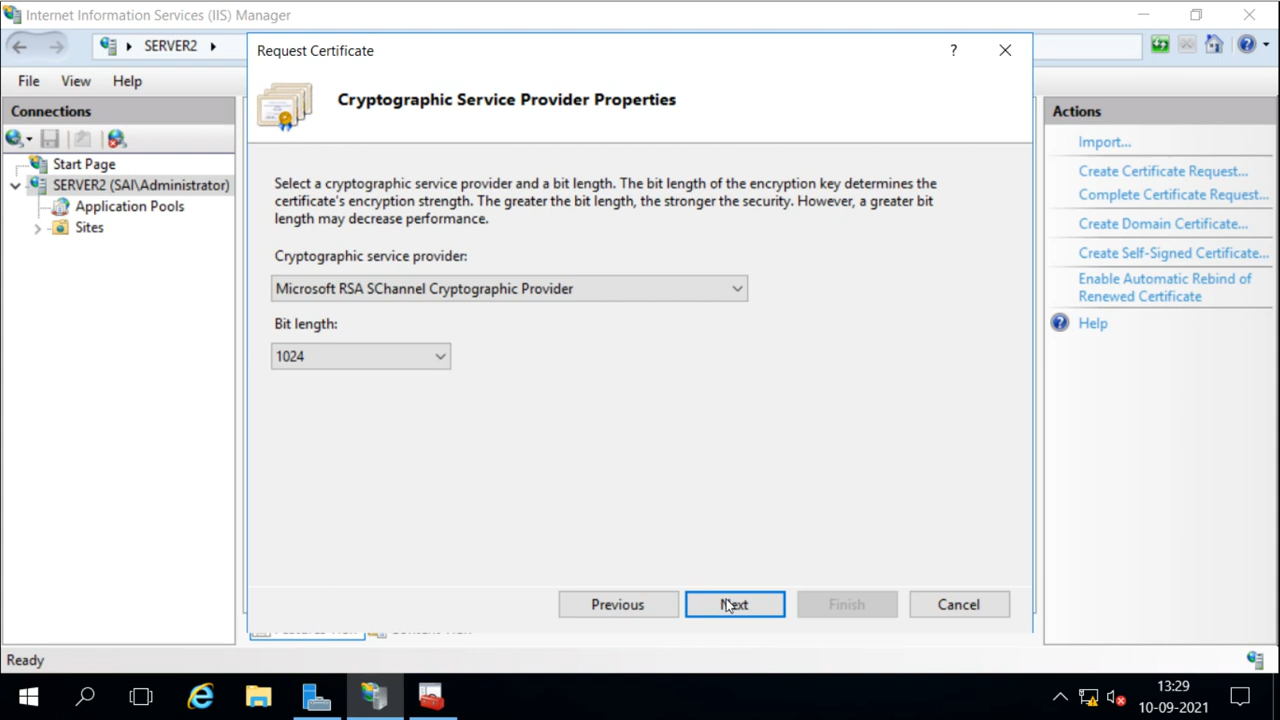 Internet Information Services (IIS) Manager
SERVER2
File View Help
Connections
Start Page
SERVER2 (SAI\Administrator)
Application Pools
Sites
Request Certificate
?
Cryptographic Service Provider Properties
Select a cryptographic service provider and a bit length. The bit length of the encryption key determines the
certificate's encryption strength. The greater the bit length, the stronger the security. However, a greater bit
length may decrease performance.
Cryptographic service provider:
Microsoft RSA SChannel Cryptographic Provider
Bit length:
1024
Previous
Next
Finish
Cancel
Actions
Import...
Create Certificate Request...
Complete Certificate Request...
Create Domain Certificate...
Create Self-Signed Certificate...
Enable Automatic Rebind of
Renewed Certificate
Help
Ready
13:29
10-09-2021